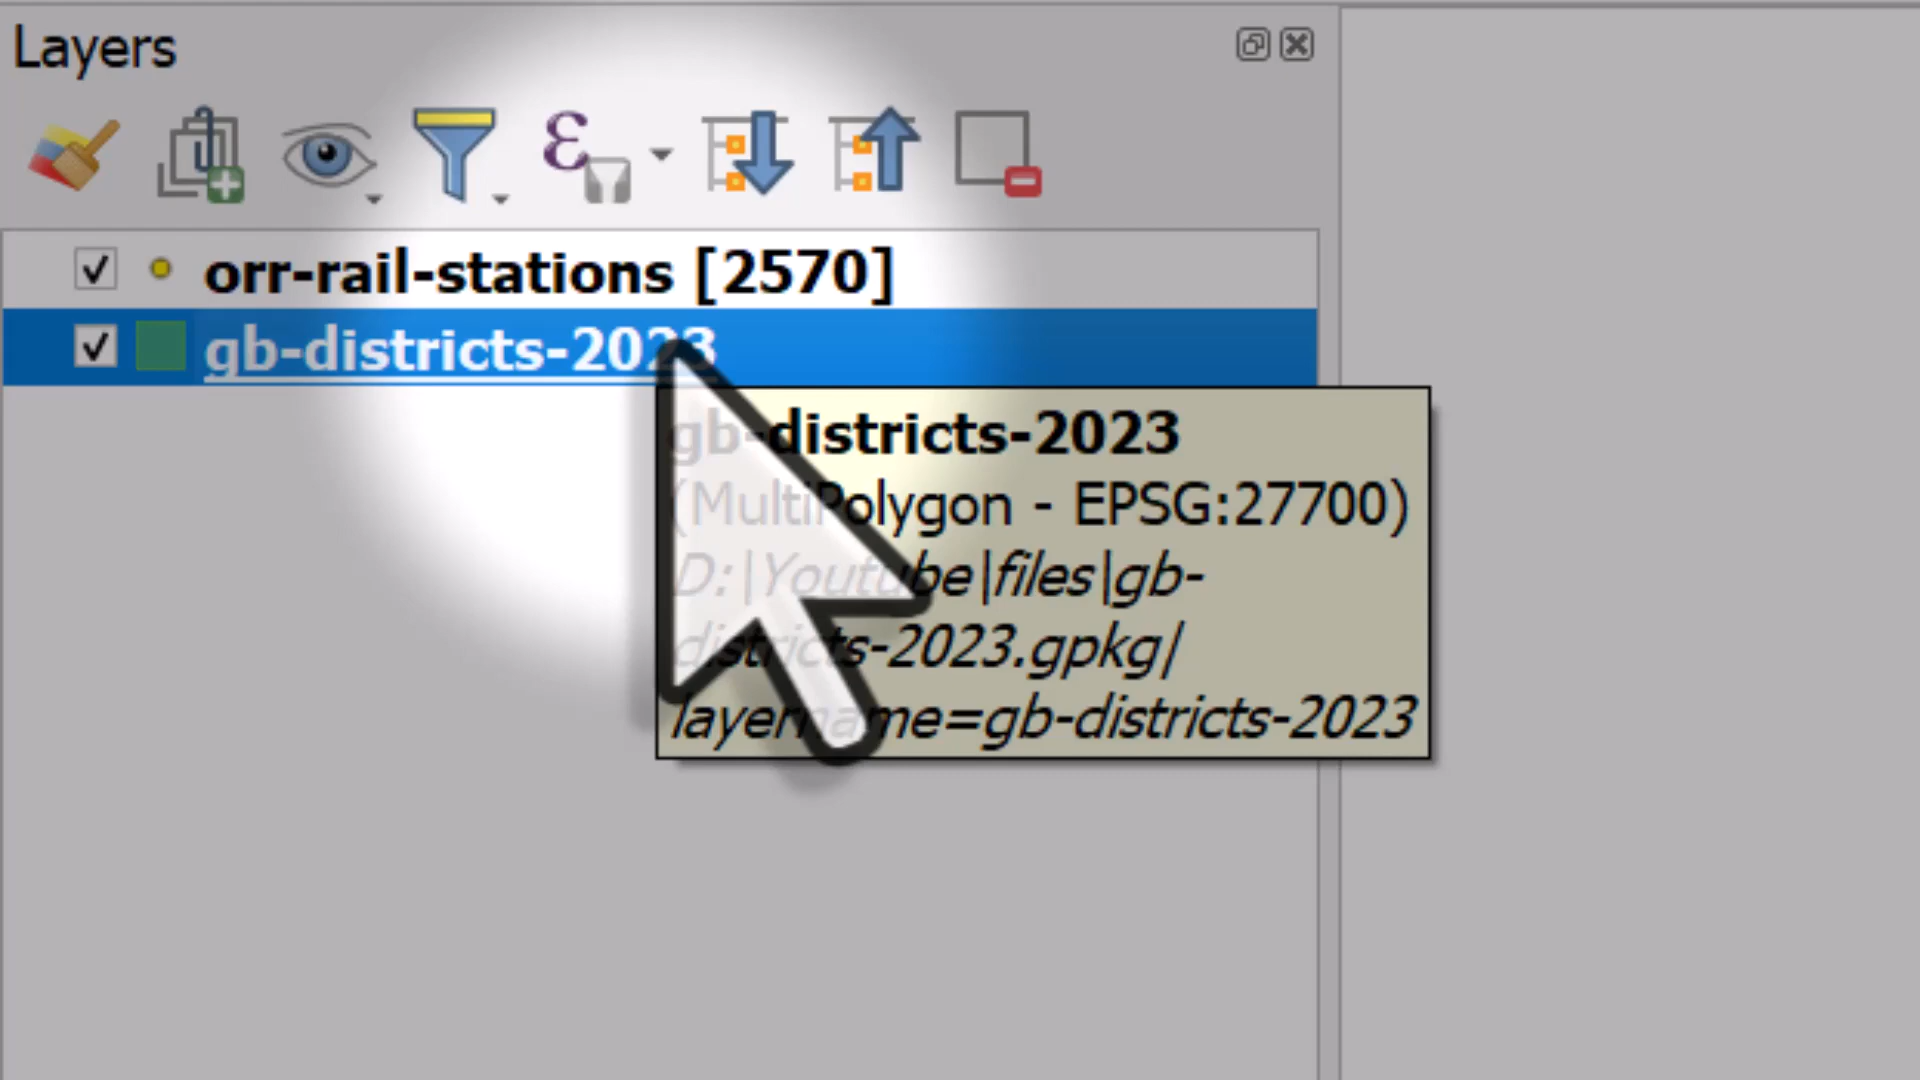 Layers
orr-rail-stations [2570]
gb-districts-2023
gb-districts-2023
(MultiPolygon - EPSG:27700)
D:\Youtube\files\gb-
districts-2023.gpkg|
layername=gb-districts-2023